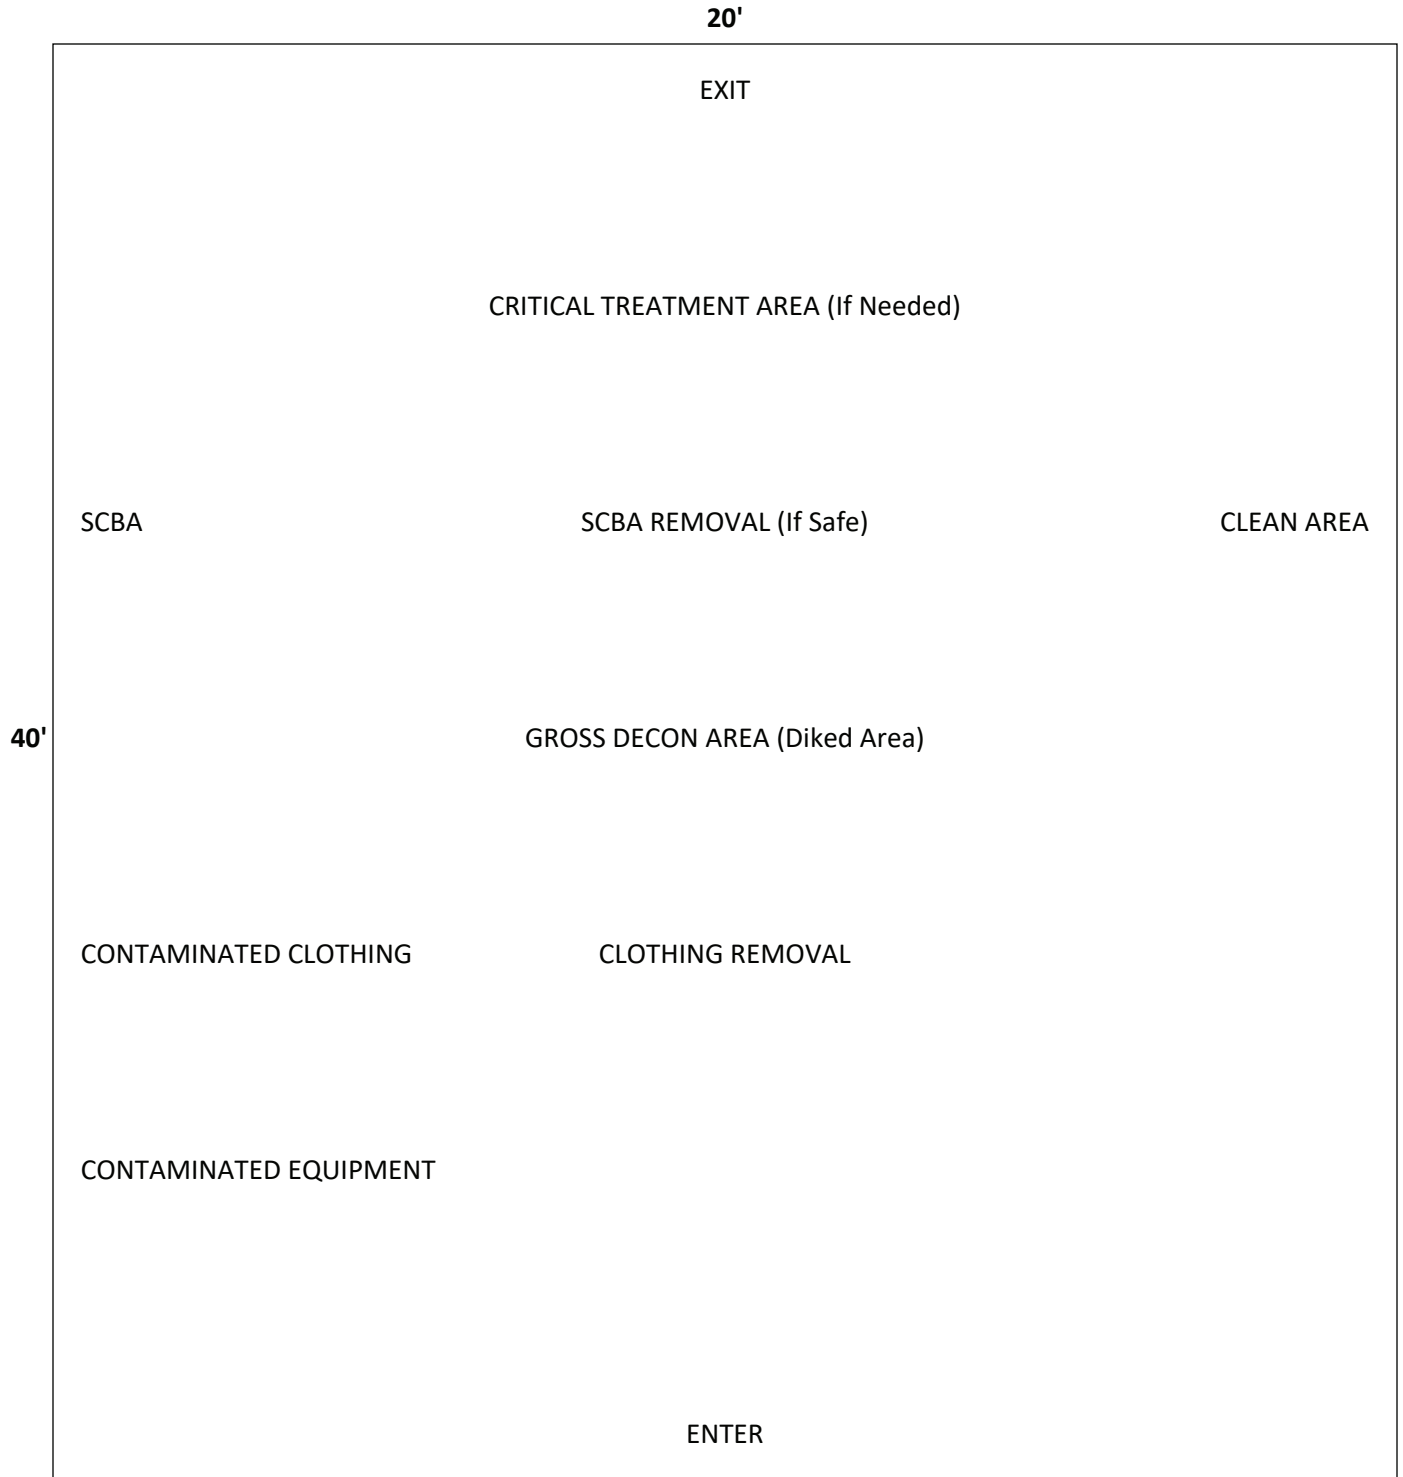 20'
EXIT
CRITICAL TREATMENT AREA (If Needed)
SCBA SCBA REMOVAL (If Safe) CLEAN AREA
40' GROSS DECON AREA (Diked Area)
CONTAMINATED CLOTHING CLOTHING REMOVAL
CONTAMINATED EQUIPMENT
ENTER